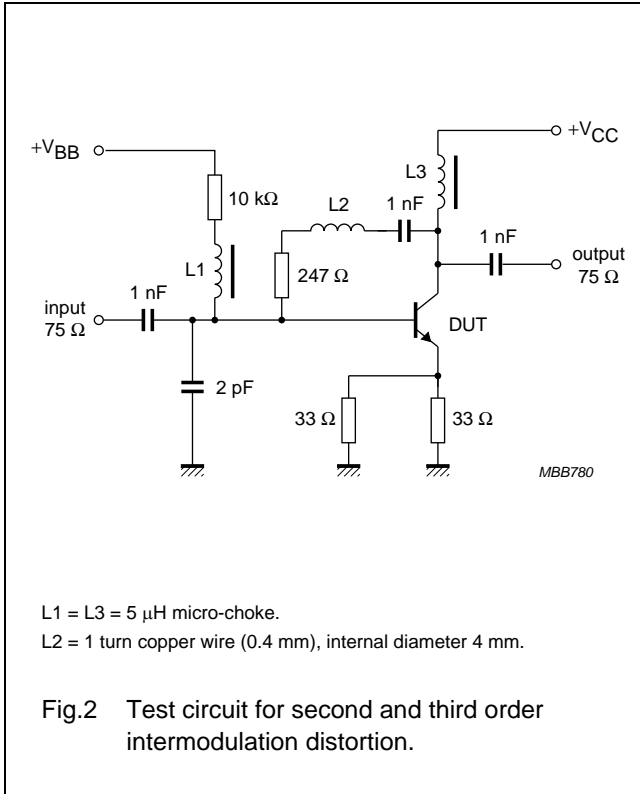 +VBB
+VCC
L3
10 kΩ
L2
1 nF
1 nF
output
75 Ω
L1
247 Ω
1 nF
input
75 Ω
DUT
2 pF
33 Ω
33 Ω
MBB780
L1 = L3 = 5 μH micro-choke.
L2 = 1 turn copper wire (0.4 mm), internal diameter 4 mm.
Fig.2 Test circuit for second and third order
intermodulation distortion.